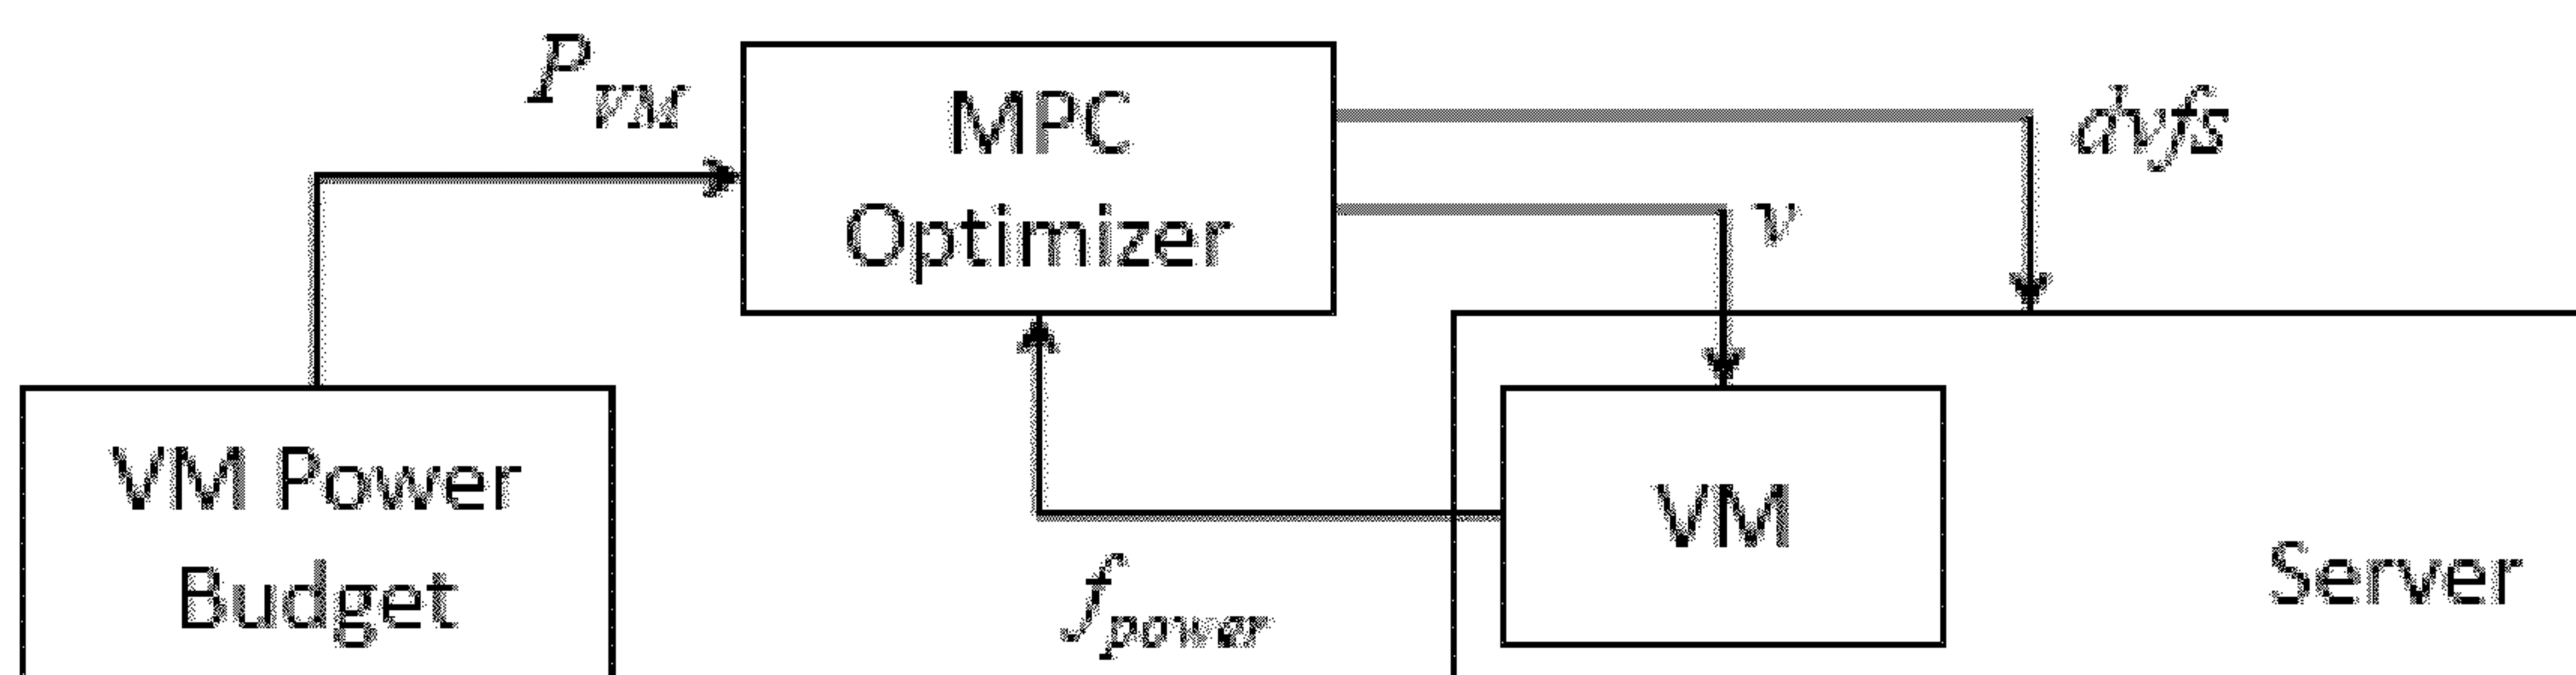 P_VM
MPC
Optimizer
dvfs
v
VM Power
Budget
f_power
VM
Server